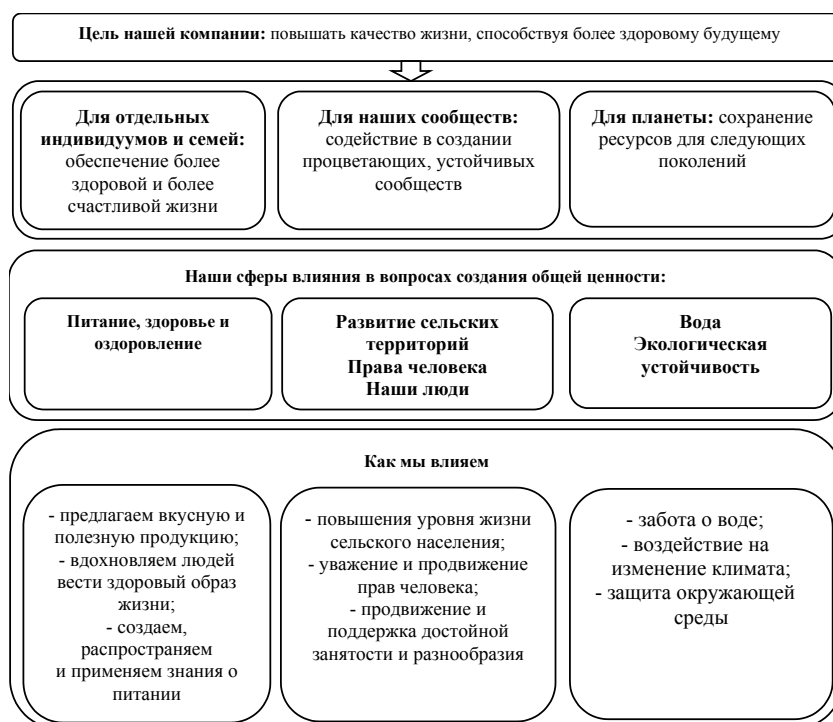 Цель нашей компании: повышать качество жизни, способствуя более здоровому будущему
Для отдельных
индивидуумов и семей:
обеспечение более
здоровой и более
счастливой жизни
Для наших сообществ:
содействие в создании
процветающих, устойчивых
сообществ
Для планеты: сохранение
ресурсов для следующих
поколений
Наши сферы влияния в вопросах создания общей ценности:
Питание, здоровье и
оздоровление
Развитие сельских
территорий
Права человека
Наши люди
Вода
Экологическая
устойчивость
Как мы влияем
- предлагаем вкусную и
полезную продукцию;
- вдохновляем людей
вести здоровый образ
жизни;
- создаем,
распространяем
и применяем знания о
питании
- повышения уровня жизни
сельского населения;
- уважение и продвижение
прав человека;
- продвижение и
поддержка достойной
занятости и разнообразия
- забота о воде;
- воздействие на
изменение климата;
- защита окружающей
среды